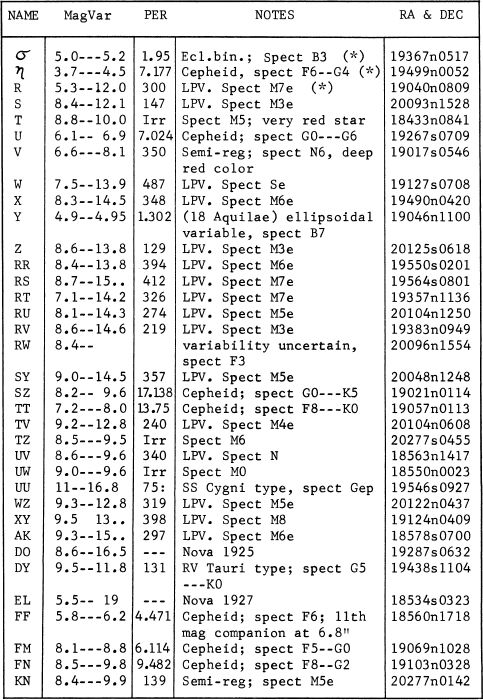 NAME MagVar PER NOTES RA & DEC
σ 5.0---5.2 1.95 Ecl.bin.; Spect B3 (*) 19367n0517
η 3.7---4.5 7.177 Cepheid, spect F6--G4 (*) 19499n0052
R 5.3--12.0 300 LPV. Spect M7e (*) 19040n0809
S 8.4--12.1 147 LPV. Spect M3e 20093n1528
T 8.8--10.0 Irr Spect M5; very red star 18433n0841
U 6.1-- 6.9 7.024 Cepheid; spect G0---G6 19267s0709
V 6.6---8.1 350 Semi-reg; spect N6, deep 19017s0546
red color
W 7.5--13.9 487 LPV. Spect Se 19127s0708
X 8.3--14.5 348 LPV. Spect M6e 19490n0420
Y 4.9--4.95 1.302 (18 Aquilae) ellipsoidal 19046n1100
variable, spect B7
Z 8.6--13.8 129 LPV. Spect M3e 20125s0618
RR 8.4--13.8 394 LPV. Spect M6e 19550s0201
RS 8.7--15.. 412 LPV. Spect M7e 19564s0801
RT 7.1--14.2 326 LPV. Spect M7e 19357n1136
RU 8.1--14.3 274 LPV. Spect M5e 20104n1250
RV 8.6--14.6 219 LPV. Spect M3e 19383n0949
RW 8.4-- variability uncertain, 20096n1554
spect F3
SY 9.0--14.5 357 LPV. Spect M5e 20048n1248
SZ 8.2-- 9.6 17.138 Cepheid; spect G0---K5 19021n0114
TT 7.2---8.0 13.75 Cepheid; spect F8---K0 19057n0113
TV 9.2--12.8 240 LPV. Spect M4e 20104n0608
TZ 8.5---9.5 Irr Spect M6 20277s0455
UV 8.6---9.6 340 LPV. Spect N 18563n1417
UW 9.0---9.6 Irr Spect M0 18550n0023
UU 11--16.8 75: SS Cygni type, spect Gep 19546s0927
WZ 9.3--12.8 319 LPV. Spect M5e 20122n0437
XY 9.5 13.. 398 LPV. Spect M8 19124n0409
AK 9.3--15.. 297 LPV. Spect M6e 18578s0700
DO 8.6--16.5 --- Nova 1925 19287s0632
DY 9.5--11.8 131 RV Tauri type; spect G5 19438s1104
---K0
EL 5.5-- 19 --- Nova 1927 18534s0323
FF 5.8---6.2 4.471 Cepheid; spect F6; 11th 18560n1718
mag companion at 6.8"
FM 8.1---8.8 6.114 Cepheid; spect F5--G0 19069n1028
FN 8.5---9.8 9.482 Cepheid; spect F8--G2 19103n0328
KN 8.4---9.9 139 Semi-reg; spect M5e 20277n0142